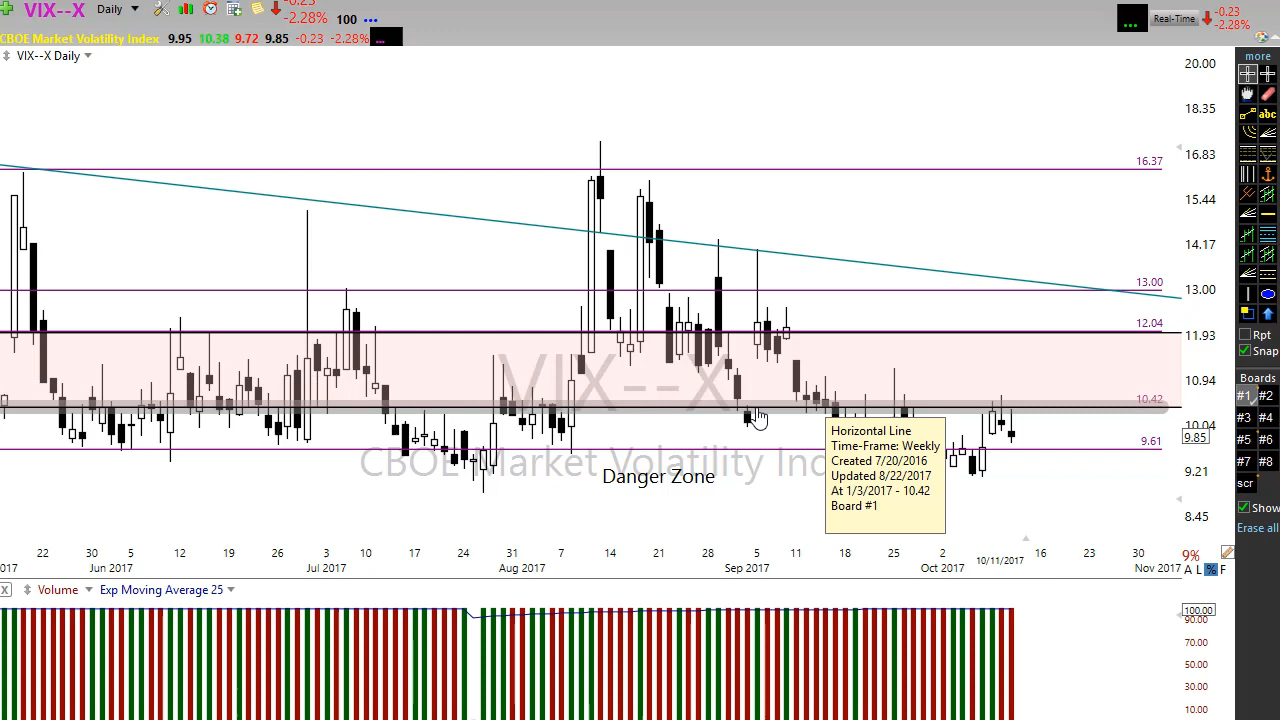 VIX--X Daily 100 ... -0.23 -2.28%
... Real-Time -0.23 -2.28%
CBOE Market Volatility Index 9.95 10.38 9.72 9.85 -0.23 -2.28% ...
VIX--X Daily
more
abc
20.00
18.35
16.83
15.44
14.17
13.00
11.93
10.94
10.04
9.85
9.21
8.45
16.37
13.00
12.04
10.42
9.61
VIX--X
CBOE Market Volatility Ind
Danger Zone
Horizontal Line
Time-Frame: Weekly
Created 7/20/2016
Updated 8/22/2017
At 1/3/2017 - 10.42
Board #1
Rpt
Snap
Boards
#1 #2
#3 #4
#5 #6
#7 #8
scr
Show
Erase all
22 30 5 12 19 26 3 10 17 24 31 7 14 21 28 5 11 18 25 2 16 23 30
2017 Jun 2017 Jul 2017 Aug 2017 Sep 2017 Oct 2017 10/11/2017 Nov 2017
9%
A L % F
X Volume Exp Moving Average 25
100.00
90.00
70.00
50.00
30.00
10.00